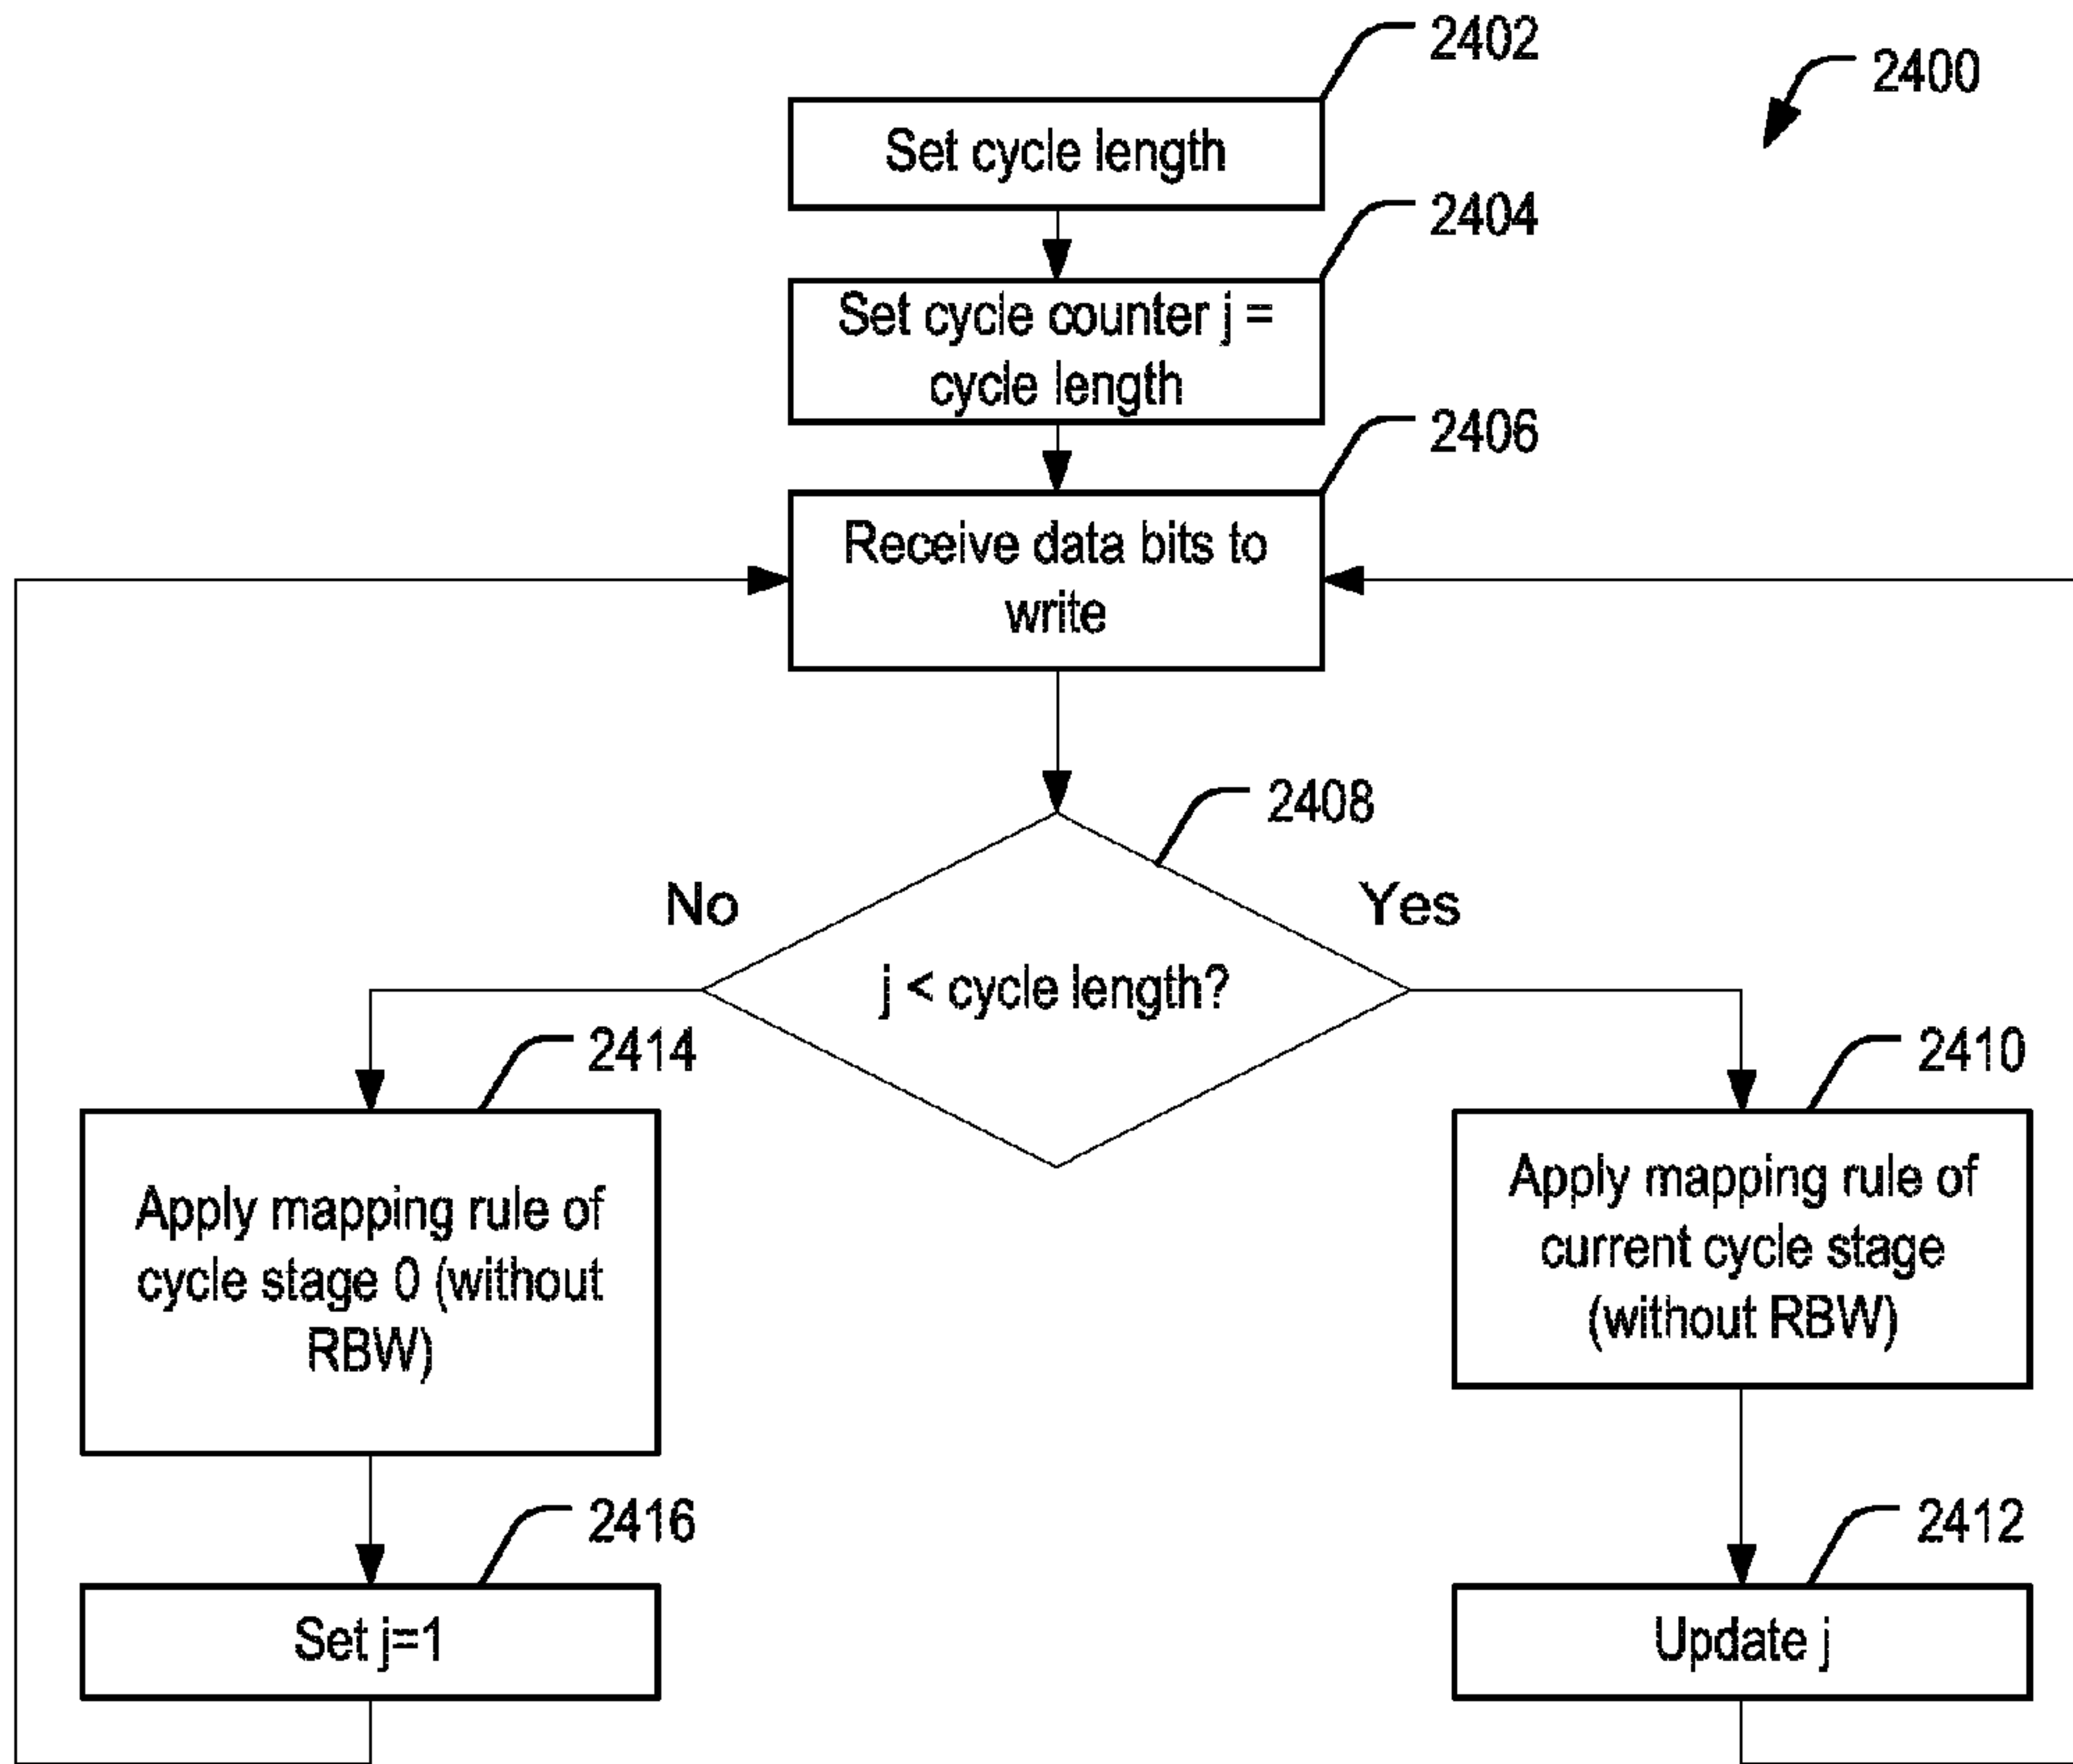 2402
2400
Set cycle length
2404
Set cycle counter j =
cycle length
2406
Receive data bits to
write
2408
No
Yes
j < cycle length?
2414
2410
Apply mapping rule of
cycle stage 0 (without
RBW)
Apply mapping rule of
current cycle stage
(without RBW)
2416
2412
Set j=1
Update j